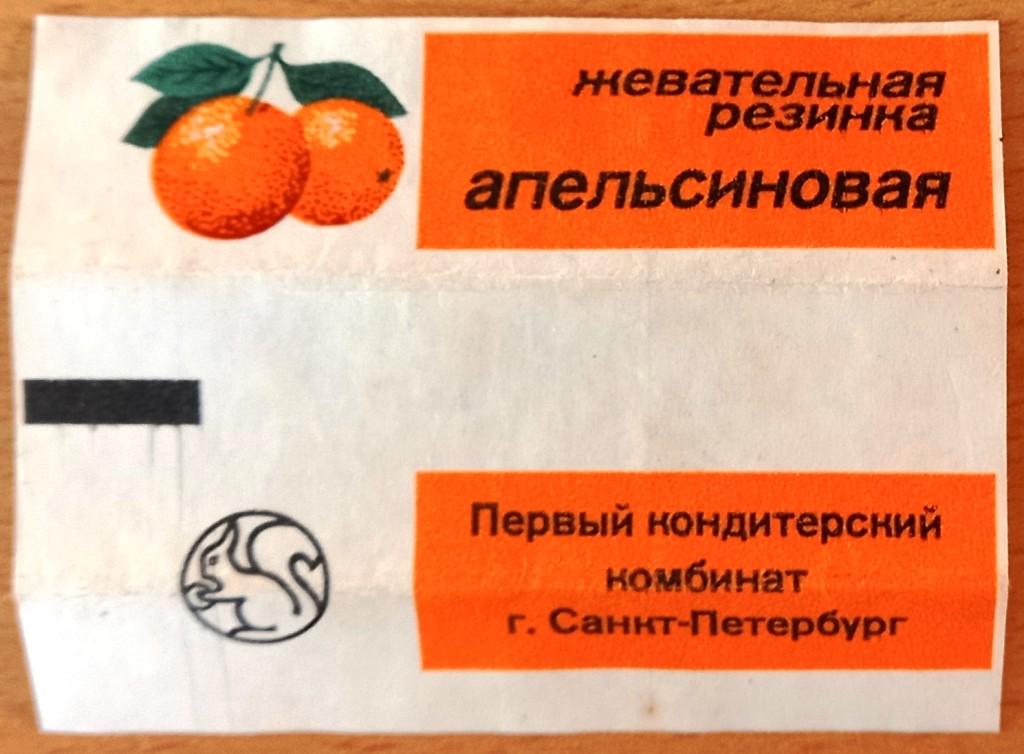 жевательная
резинка
апельсиновая
Первый кондитерский
комбинат
г. Санкт-Петербург